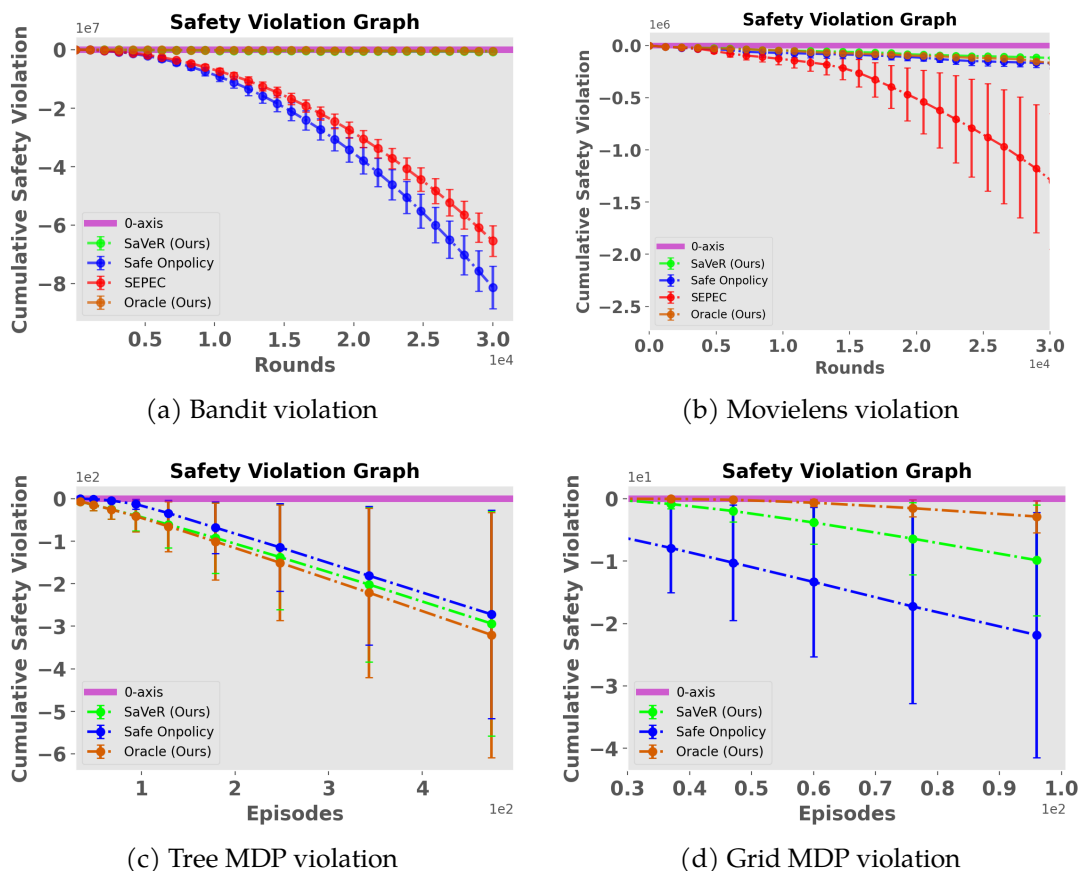 Safety Violation Graph
1e7
Cumulative Safety Violation
0
−2
−4
−6
−8
0-axis
SaVeR (Ours)
Safe Onpolicy
SEPEC
Oracle (Ours)
0.5 1.0 1.5 2.0 2.5 3.0
1e4
Rounds
(a) Bandit violation
Safety Violation Graph
1e6
Cumulative Safety Violation
0.0
−0.5
−1.0
−1.5
−2.0
−2.5
0-axis
SaVeR (Ours)
Safe Onpolicy
SEPEC
Oracle (Ours)
0.0 0.5 1.0 1.5 2.0 2.5 3.0
1e4
Rounds
(b) Movielens violation
Safety Violation Graph
1e2
Cumulative Safety Violation
0
−1
−2
−3
−4
−5
−6
0-axis
SaVeR (Ours)
Safe Onpolicy
Oracle (Ours)
1 2 3 4
1e2
Episodes
(c) Tree MDP violation
Safety Violation Graph
1e1
Cumulative Safety Violation
0
−1
−2
−3
−4
0-axis
SaVeR (Ours)
Safe Onpolicy
Oracle (Ours)
0.3 0.4 0.5 0.6 0.7 0.8 0.9 1.0
1e2
Episodes
(d) Grid MDP violation